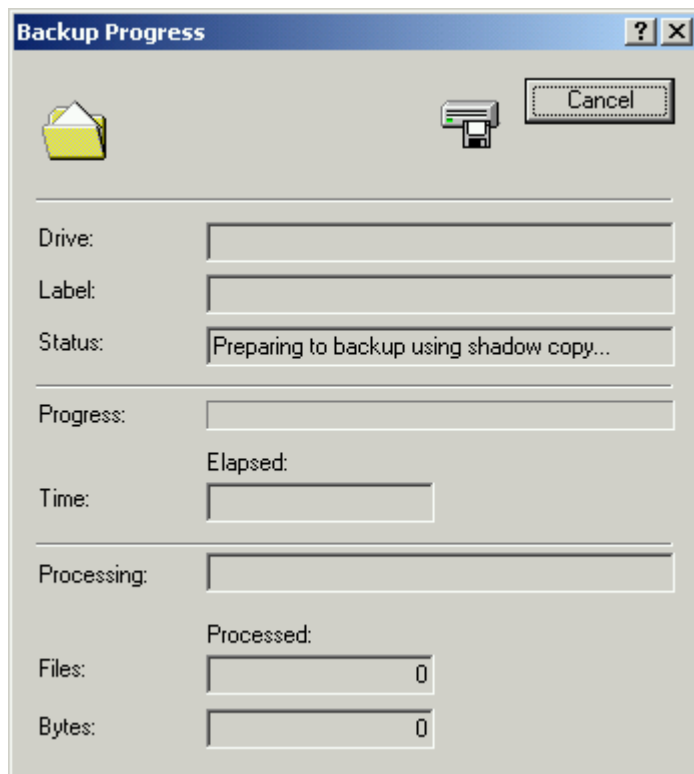 Backup Progress
Cancel
Drive:
Label:
Status: Preparing to backup using shadow copy...
Progress:
Elapsed:
Time:
Processing:
Processed:
Files: 0
Bytes: 0